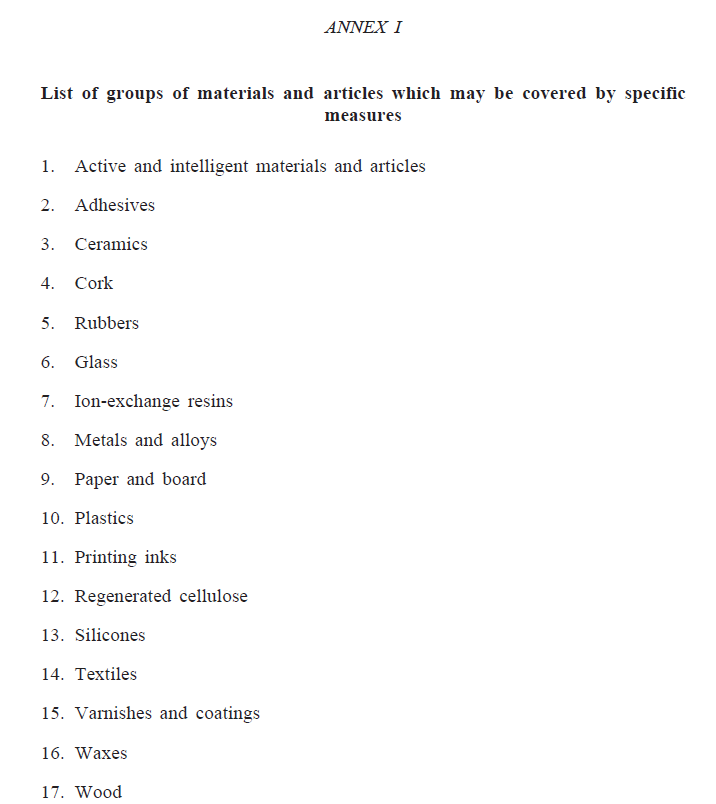 ANNEX I
List of groups of materials and articles which may be covered by specific
measures
1. Active and intelligent materials and articles
2. Adhesives
3. Ceramics
4. Cork
5. Rubbers
6. Glass
7. Ion-exchange resins
8. Metals and alloys
9. Paper and board
10. Plastics
11. Printing inks
12. Regenerated cellulose
13. Silicones
14. Textiles
15. Varnishes and coatings
16. Waxes
17. Wood